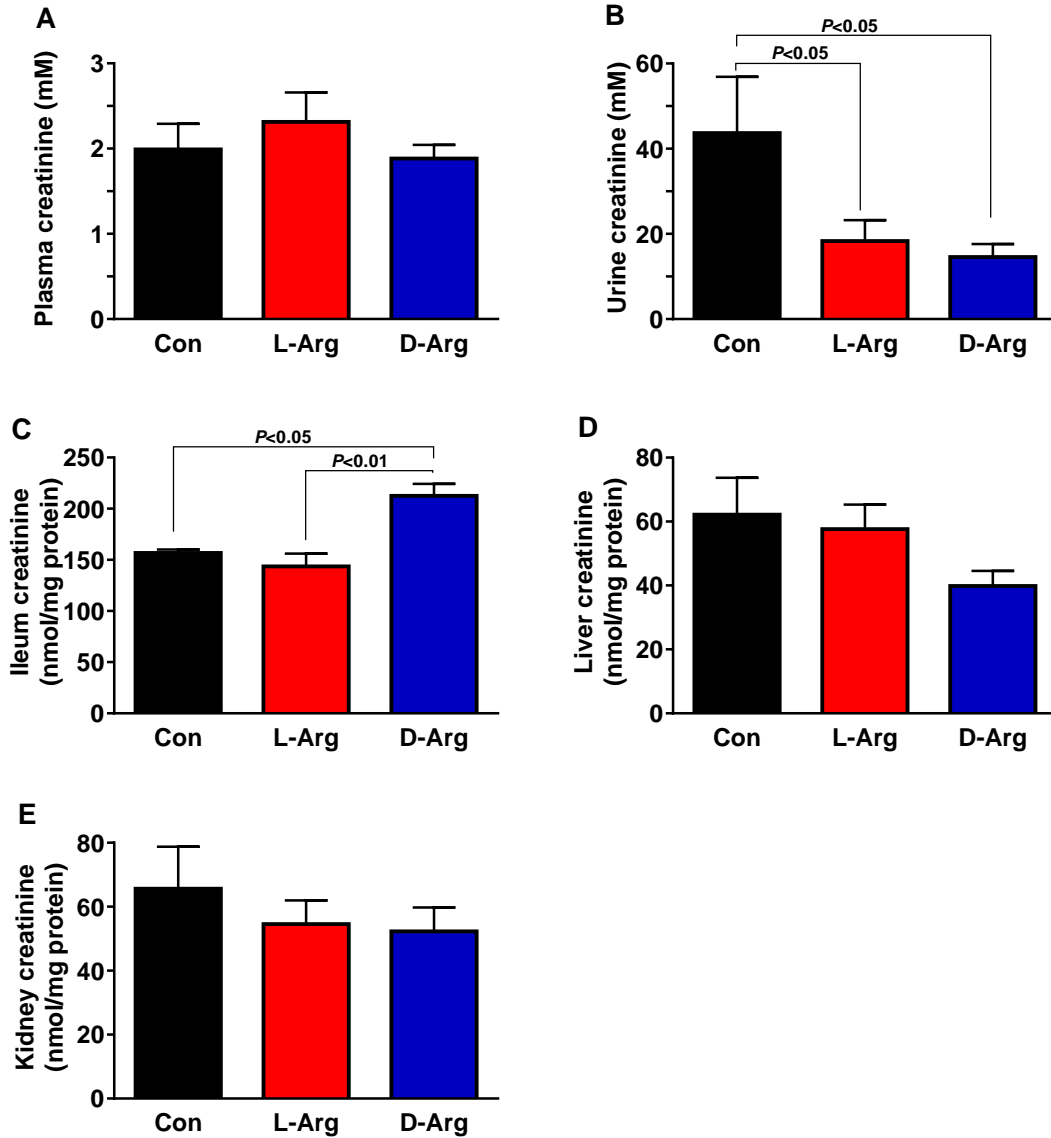 A
Plasma creatinine (mM)
3
2
1
0
Con L-Arg D-Arg
B
P<0.05
P<0.05
Urine creatinine (mM)
60
40
20
0
Con L-Arg D-Arg
C
P<0.05
P<0.01
Ileum creatinine
(nmol/mg protein)
250
200
150
100
50
0
Con L-Arg D-Arg
D
Liver creatinine
(nmol/mg protein)
80
60
40
20
0
Con L-Arg D-Arg
E
Kidney creatinine
(nmol/mg protein)
80
60
40
20
0
Con L-Arg D-Arg